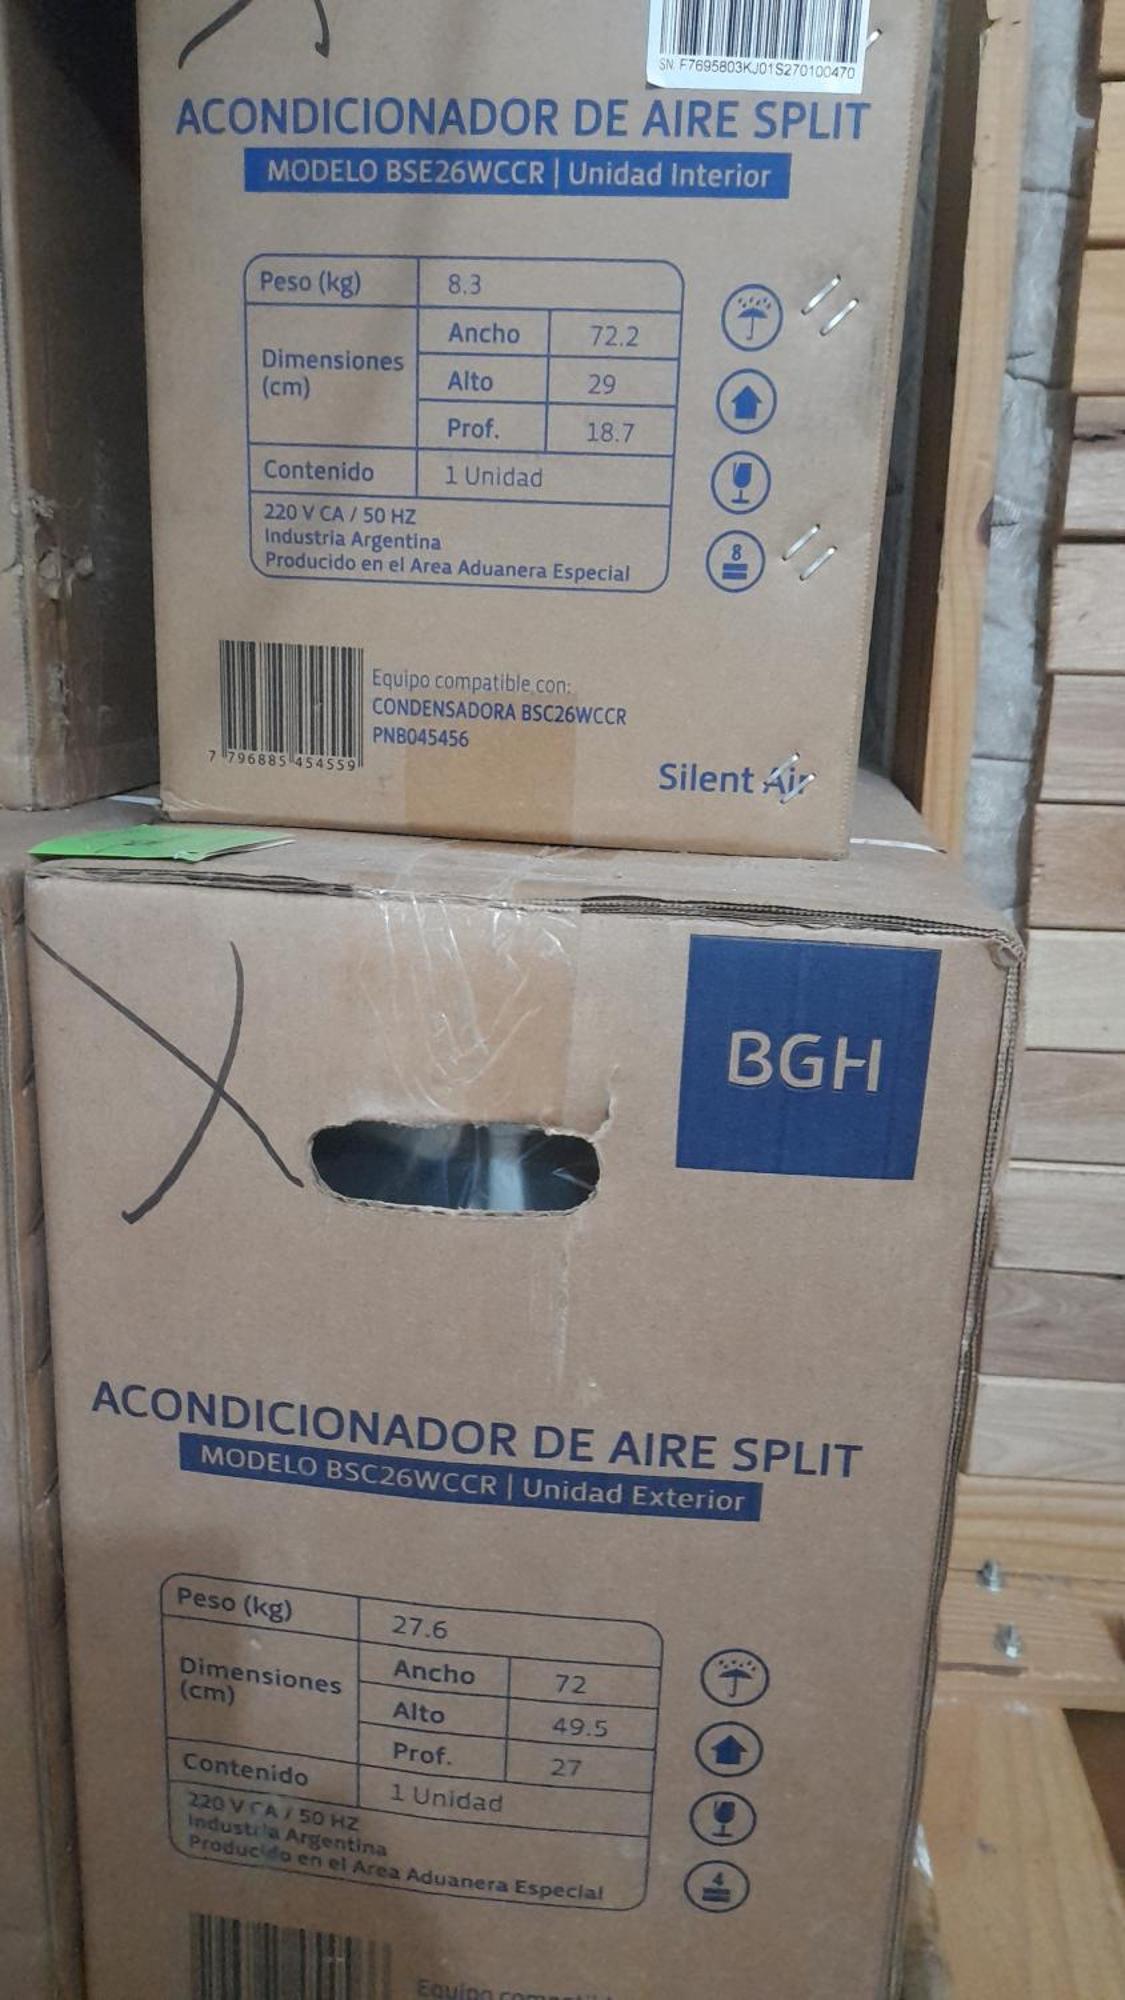 SN. F7695803KJ01S270100470
ACONDICIONADOR DE AIRE SPLIT
MODELO BSE26WCCR | Unidad Interior
Peso (kg) 8.3
Dimensiones (cm)
Ancho 72.2
Alto 29
Prof. 18.7
Contenido 1 Unidad
220 V CA / 50 HZ
Industria Argentina
Producido en el Area Aduanera Especial
8
7 796885 454559
Equipo compatible con:
CONDENSADORA BSC26WCCR
PNB045456
Silent Air
BGH
ACONDICIONADOR DE AIRE SPLIT
MODELO BSC26WCCR | Unidad Exterior
Peso (kg) 27.6
Dimensiones (cm)
Ancho 72
Alto 49.5
Prof. 27
Contenido 1 Unidad
220 V CA / 50 HZ
Industria Argentina
Producido en el Area Aduanera Especial
4
Equipo